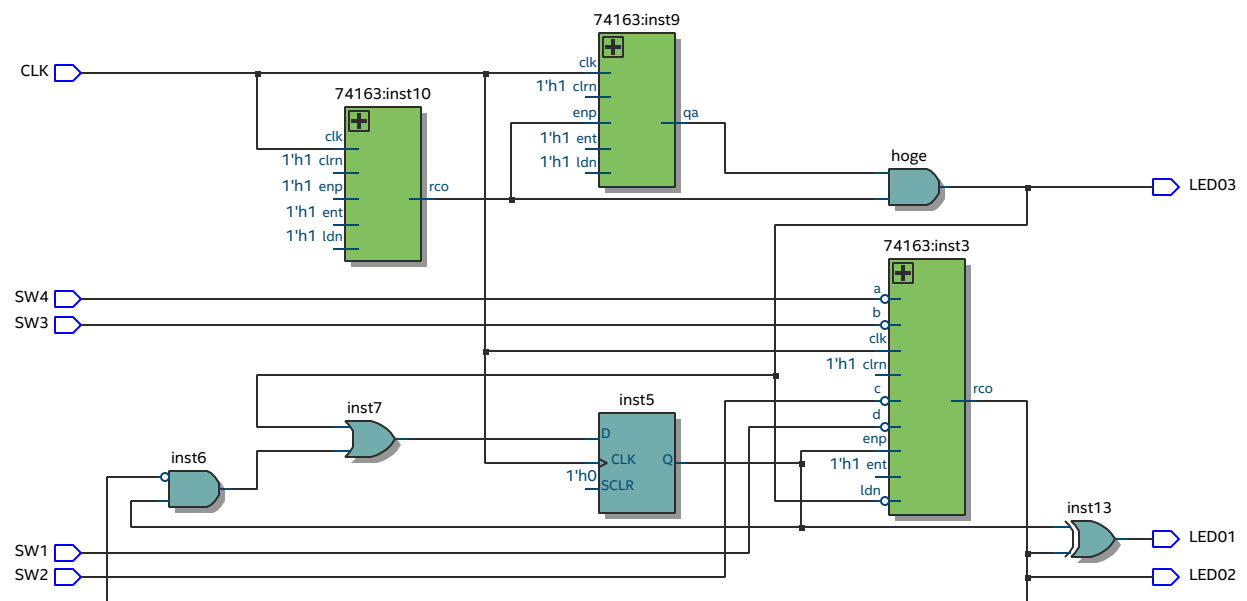 74163:inst9
CLK
clk
1'h1 clrn
74163:inst10
enp
qa
clk
1'h1 ent
1'h1 clrn
1'h1 ldn
hoge
1'h1 enp
rco
LED03
1'h1 ent
1'h1 ldn
74163:inst3
SW4
a
SW3
b
clk
1'h1 clrn
c
rco
inst7
inst5
d
D
enp
inst6
CLK
Q
1'h1 ent
1'h0
SCLR
ldn
inst13
SW1
LED01
SW2
LED02